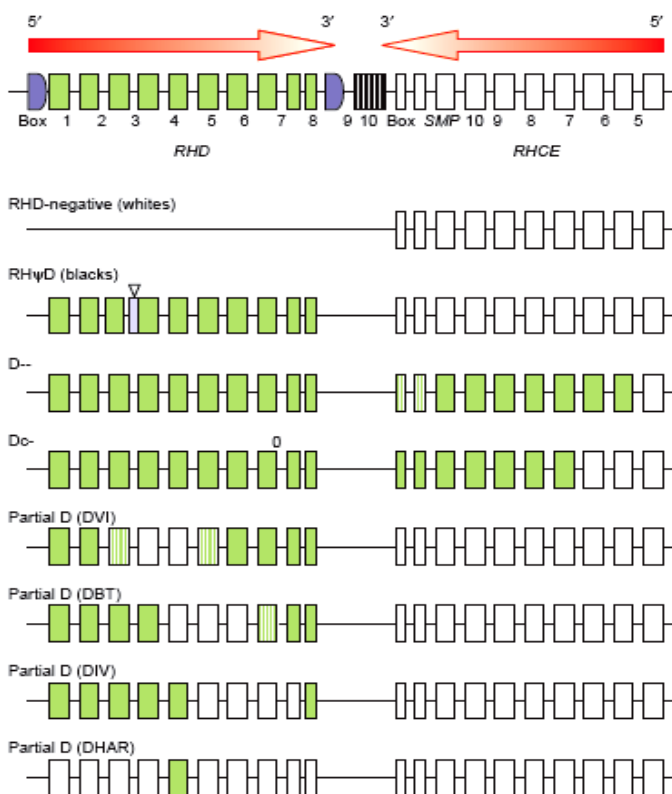 5′ 3′ 3′ 5′
Box 1 2 3 4 5 6 7 8 9 10 Box SMP 10 9 8 7 6 5
RHD RHCE
RHD-negative (whites)
RHψD (blacks)
D--
Dc-
0
Partial D (DVI)
Partial D (DBT)
Partial D (DIV)
Partial D (DHAR)